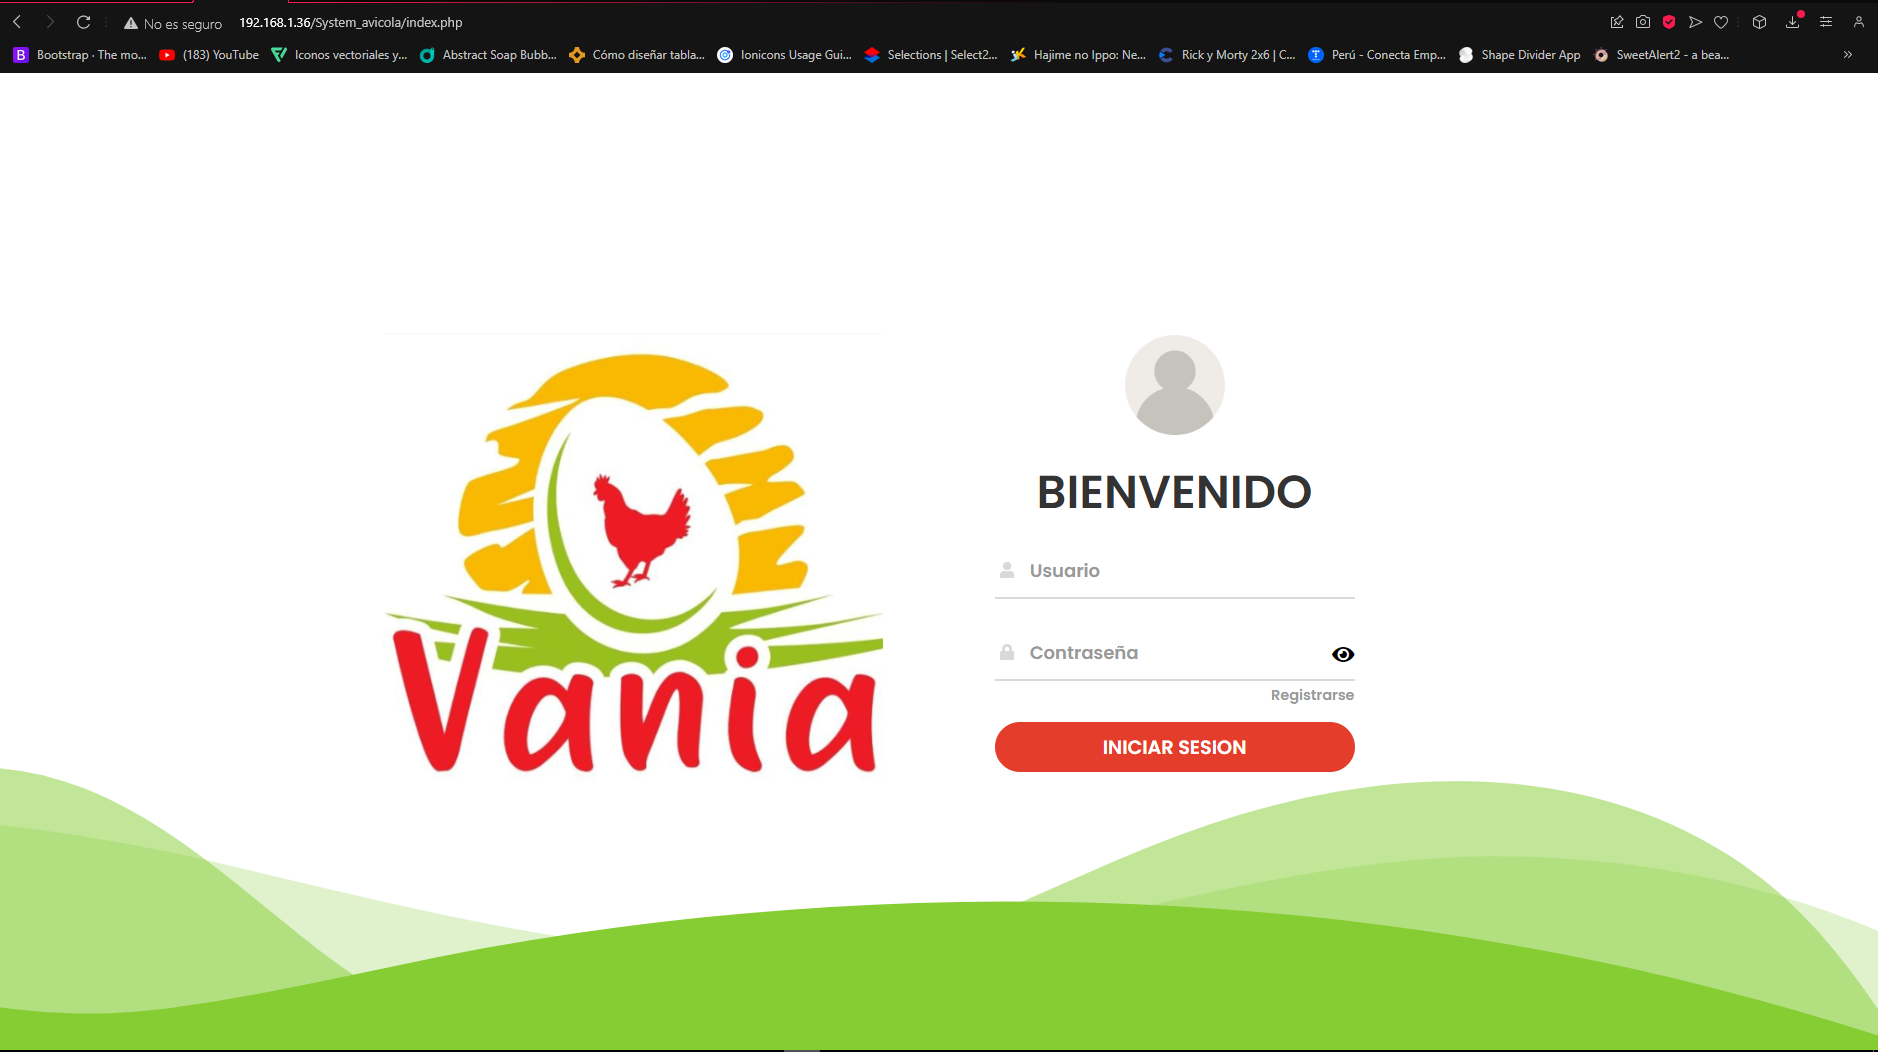 No es seguro 192.168.1.36/System_avicola/index.php
Bootstrap · The mo... (183) YouTube Iconos vectoriales y... Abstract Soap Bubb... Cómo diseñar tabla... Ionicons Usage Gui... Selections | Select2... Hajime no Ippo: Ne... Rick y Morty 2x6 | C... Perú - Conecta Emp... Shape Divider App SweetAlert2 - a bea...
Vania
BIENVENIDO
Usuario
Contraseña
Registrarse
INICIAR SESION